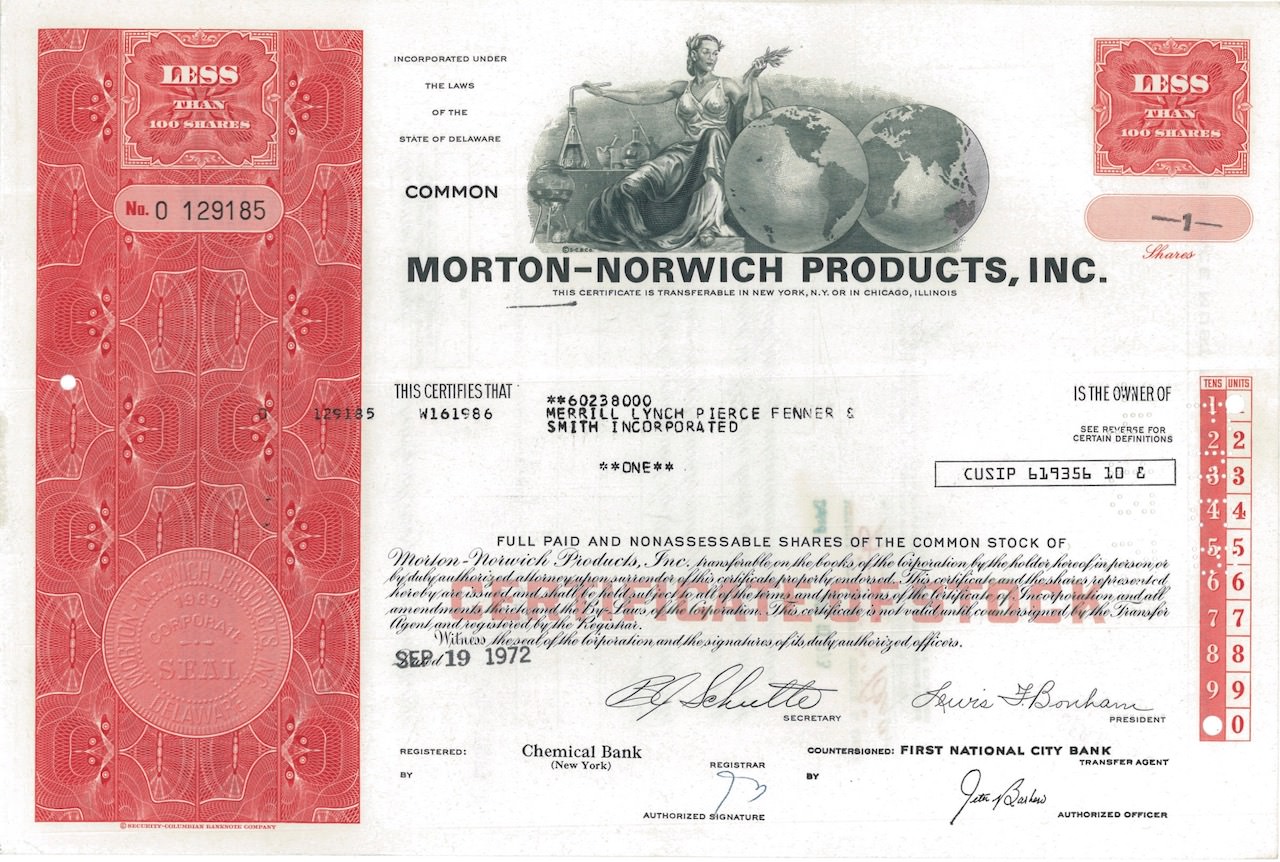 LESS
THAN
100 SHARES
No. O 129185
INCORPORATED UNDER
THE LAWS
OF THE
STATE OF DELAWARE
COMMON
LESS
THAN
100 SHARES
—1—
Shares
©S-C.B.CO.
MORTON-NORWICH PRODUCTS, INC.
THIS CERTIFICATE IS TRANSFERABLE IN NEW YORK, N.Y. OR IN CHICAGO, ILLINOIS
THIS CERTIFIES THAT
O 129185 W161986
**60238000
MERRILL LYNCH PIERCE FENNER &
SMITH INCORPORATED
**ONE**
IS THE OWNER OF
SEE REVERSE FOR
CERTAIN DEFINITIONS
CUSIP 619356 10 &
TENS UNITS
1
2 2
3 3
4 4
5 5
6 6
7 7
8 8
9 9
0
FULL PAID AND NONASSESSABLE SHARES OF THE COMMON STOCK OF
Morton-Norwich Products, Inc., transferable on the books of the Corporation by the holder hereof in person or
by duly authorized attorney upon surrender of this certificate properly endorsed. This certificate and the shares represented
hereby are issued and shall be held subject to all of the terms and provisions of the Certificate of Incorporation and all
amendments thereto, and the By-Laws of the Corporation. This certificate is not valid until countersigned by the Transfer
Agent and registered by the Registrar.
Witness the seal of the Corporation and the signatures of its duly authorized officers.
CERTIFICATE OF STOCK
Dated SEP 19 1972
MORTON-NORWICH PRODUCTS, INC.
1969
CORPORATE
SEAL
DELAWARE
B J Schutte
SECRETARY
Lewis F. Bonham
PRESIDENT
REGISTERED:
Chemical Bank
(New York)
REGISTRAR
BY
AUTHORIZED SIGNATURE
COUNTERSIGNED: FIRST NATIONAL CITY BANK
TRANSFER AGENT
BY
AUTHORIZED OFFICER
©SECURITY-COLUMBIAN BANKNOTE COMPANY